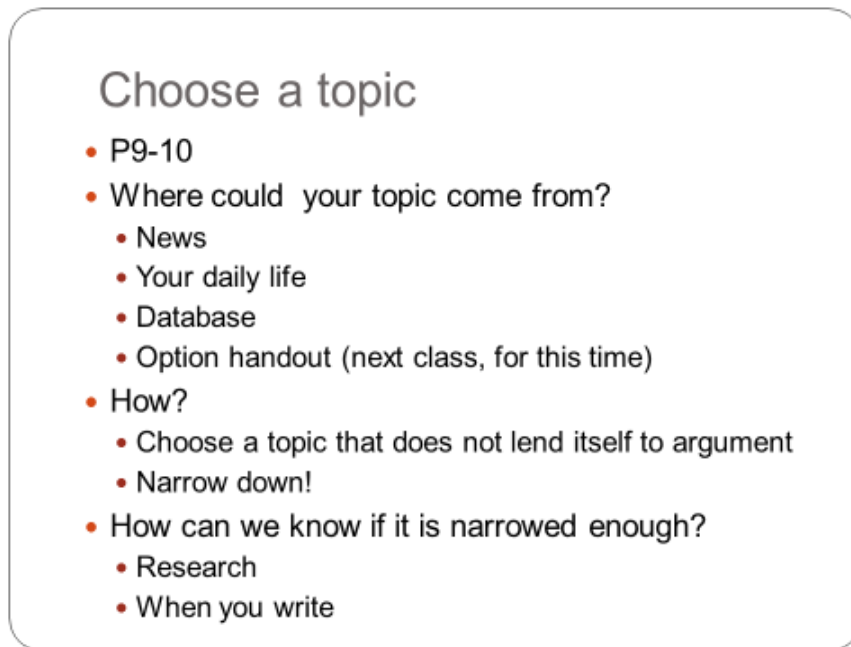 Choose a topic
• P9-10
• Where could  your topic come from?
• News
• Your daily life
• Database
• Option handout (next class, for this time)
• How?
• Choose a topic that does not lend itself to argument
• Narrow down!
• How can we know if it is narrowed enough?
• Research
• When you write